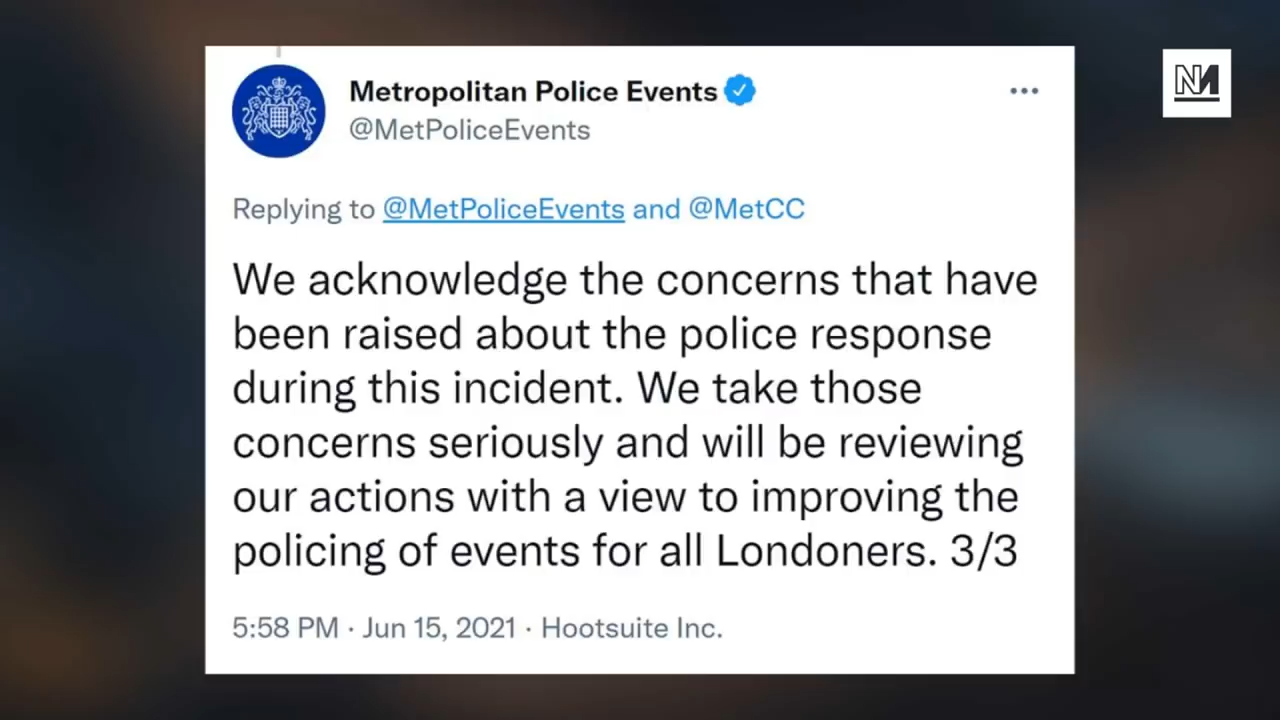 Metropolitan Police Events
@MetPoliceEvents
NM
Replying to @MetPoliceEvents and @MetCC
We acknowledge the concerns that have
been raised about the police response
during this incident. We take those
concerns seriously and will be reviewing
our actions with a view to improving the
policing of events for all Londoners. 3/3
5:58 PM · Jun 15, 2021 · Hootsuite Inc.